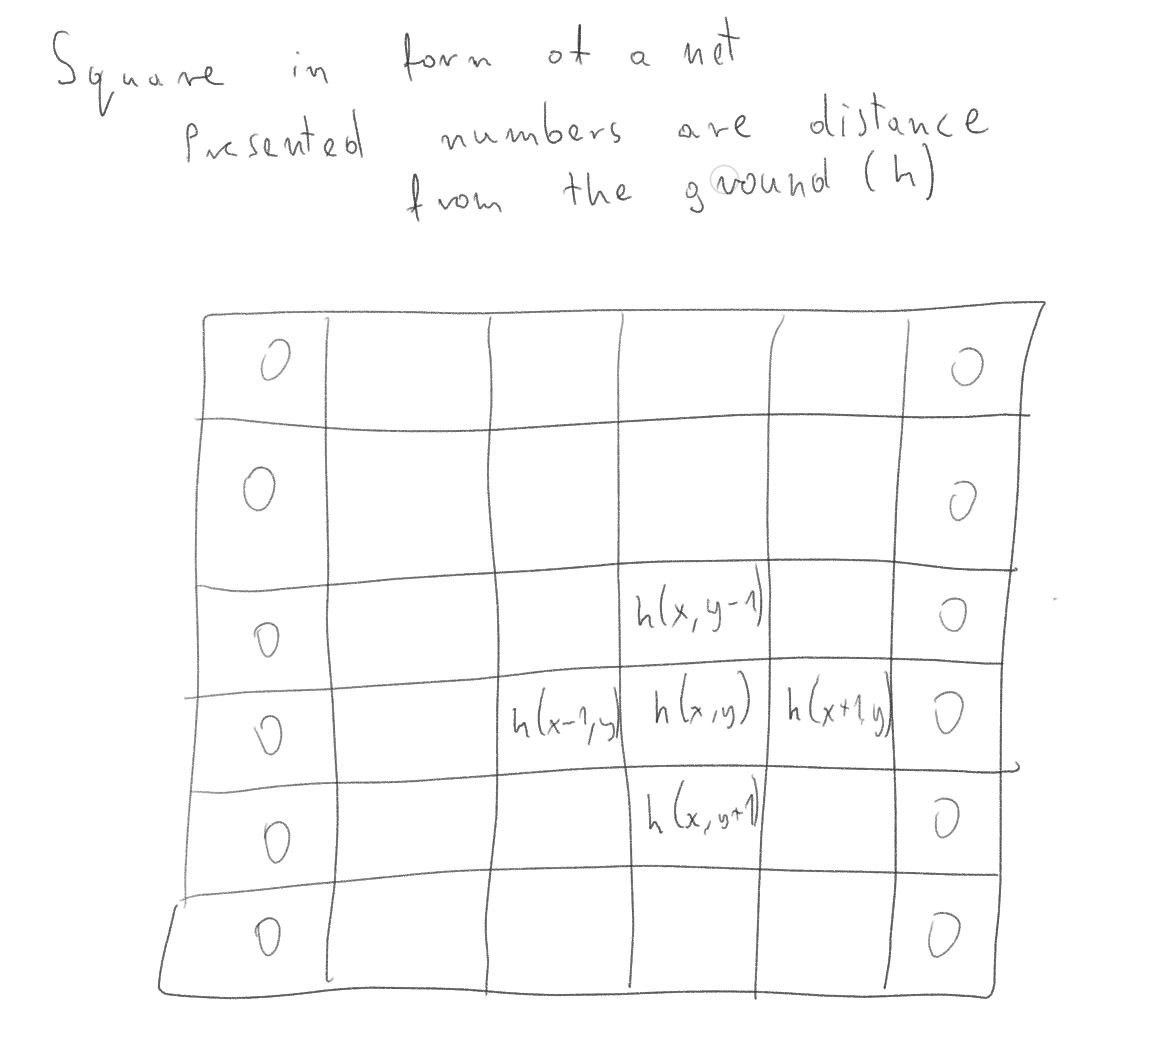 Square in form of a net
Presented numbers are distance
from the ground (h)
0 0
0 0
0 h(x, y-1) 0
0 h(x-1, y) h(x, y) h(x+1, y) 0
0 h(x, y+1) 0
0 0